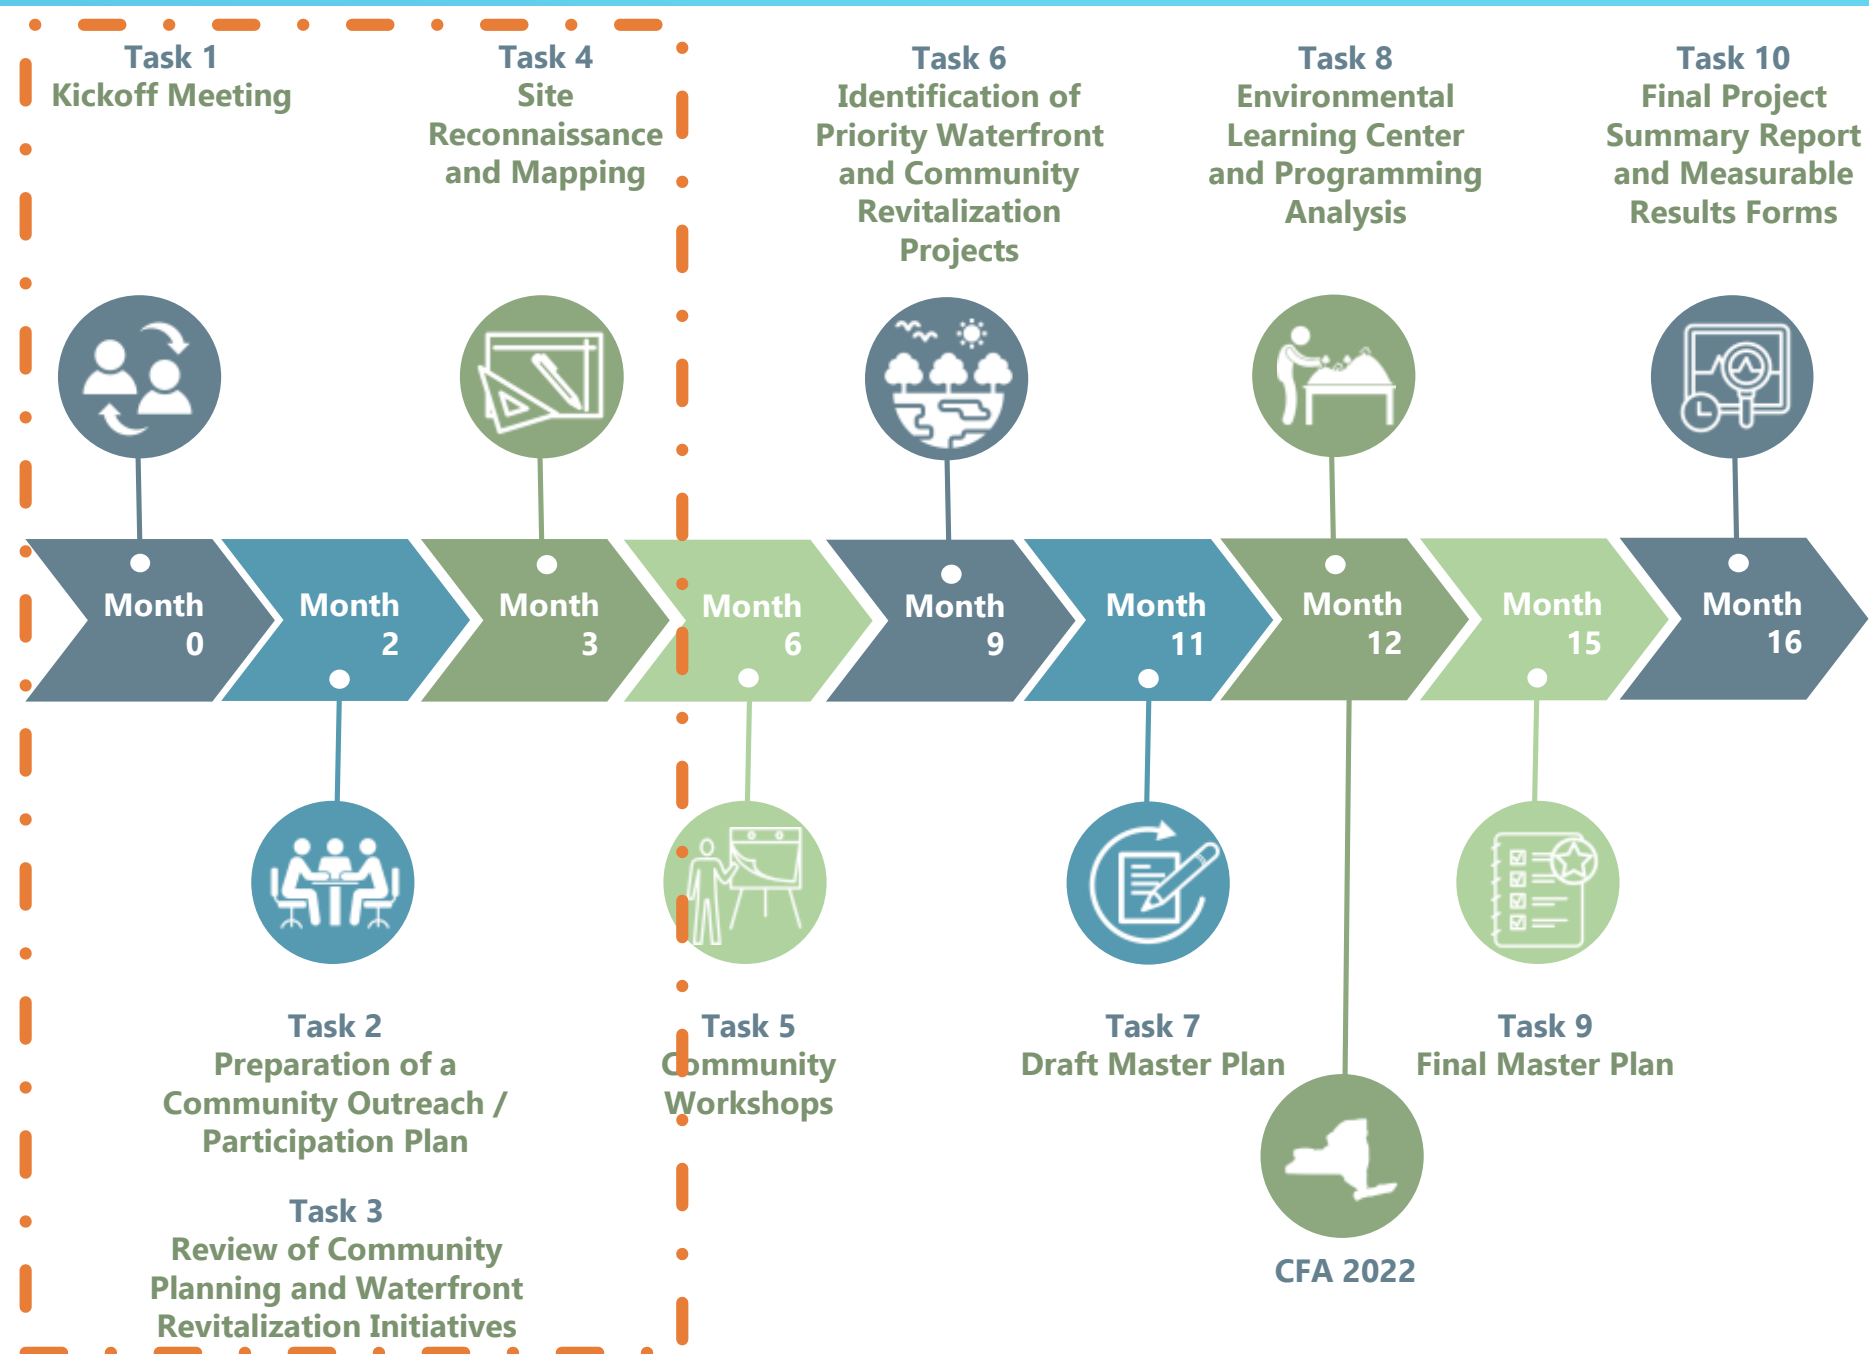 Task 1
Kickoff Meeting
Task 4
Site
Reconnaissance
and Mapping
Task 6
Identification of
Priority Waterfront
and Community
Revitalization
Projects
Task 8
Environmental
Learning Center
and Programming
Analysis
Task 10
Final Project
Summary Report
and Measurable
Results Forms
Month
0
Month
2
Month
3
Month
6
Month
9
Month
11
Month
12
Month
15
Month
16
Task 2
Preparation of a
Community Outreach /
Participation Plan
Task 3
Review of Community
Planning and Waterfront
Revitalization Initiatives
Task 5
Community
Workshops
Task 7
Draft Master Plan
CFA 2022
Task 9
Final Master Plan